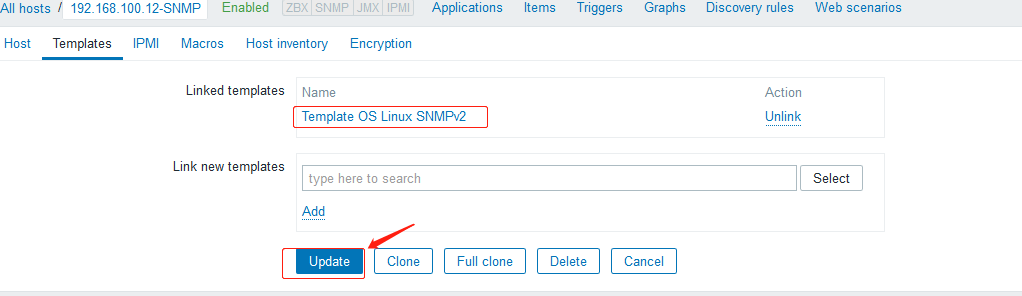 All hosts / 192.168.100.12-SNMP Enabled ZBX SNMP JMX IPMI Applications Items Triggers Graphs Discovery rules Web scenarios
Host Templates IPMI Macros Host inventory Encryption
Linked templates Name Action
Template OS Linux SNMPv2 Unlink
Link new templates type here to search Select
Add
Update Clone Full clone Delete Cancel